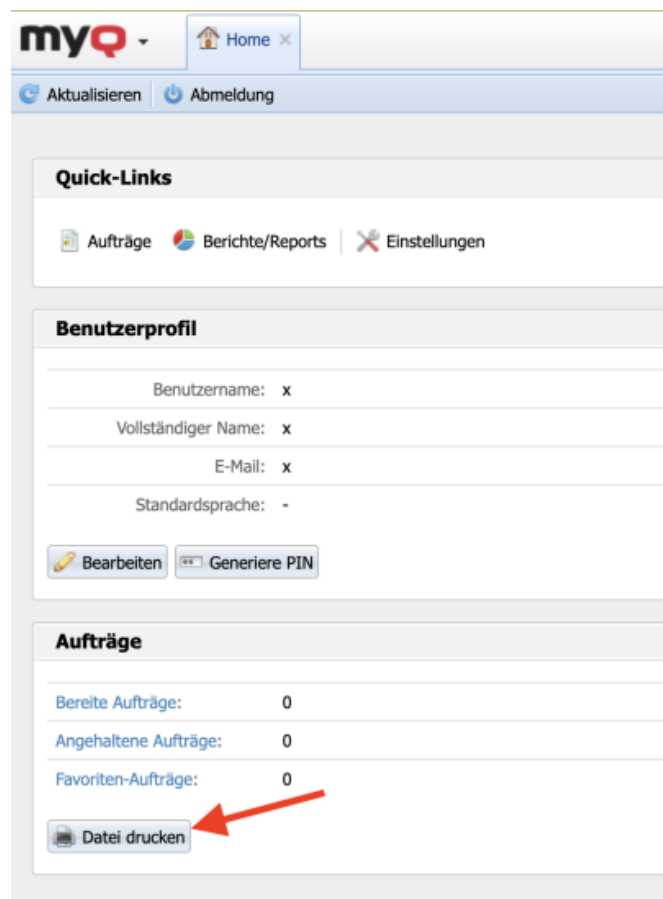 myQ
Home
Aktualisieren Abmeldung
Quick-Links
Aufträge Berichte/Reports Einstellungen
Benutzerprofil
Benutzername: x
Vollständiger Name: x
E-Mail: x
Standardsprache: -
Bearbeiten Generiere PIN
Aufträge
Bereite Aufträge: 0
Angehaltene Aufträge: 0
Favoriten-Aufträge: 0
Datei drucken